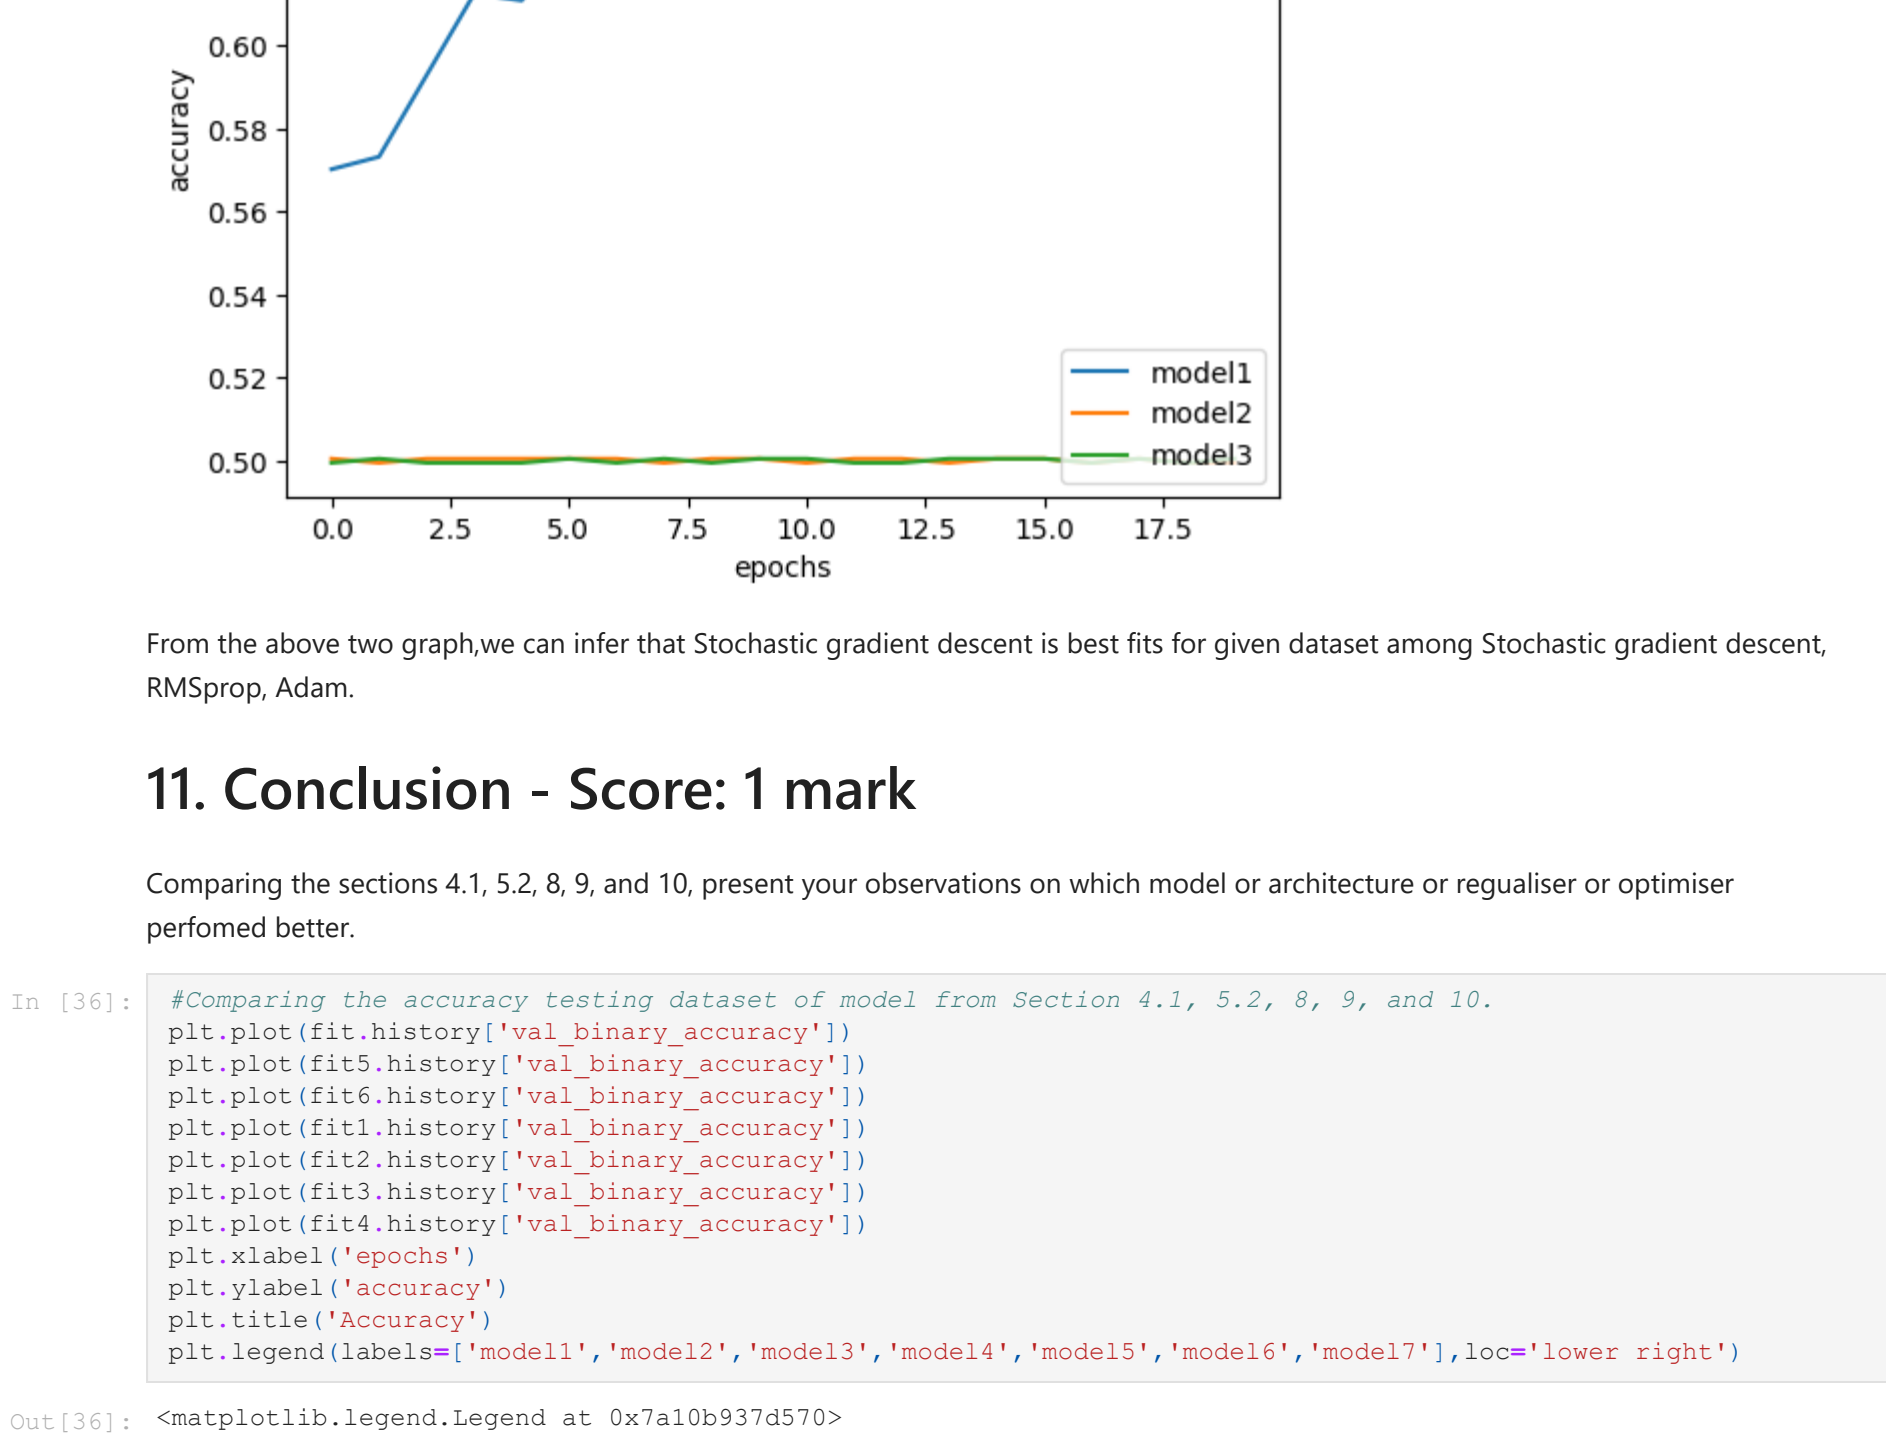 0.60
0.58
0.56
0.54
0.52
0.50
accuracy
model1
model2
model3
0.0 2.5 5.0 7.5 10.0 12.5 15.0 17.5
epochs
From the above two graph,we can infer that Stochastic gradient descent is best fits for given dataset among Stochastic gradient descent,
RMSprop, Adam.
11. Conclusion - Score: 1 mark
Comparing the sections 4.1, 5.2, 8, 9, and 10, present your observations on which model or architecture or regualiser or optimiser
perfomed better.
In [36]: #Comparing the accuracy testing dataset of model from Section 4.1, 5.2, 8, 9, and 10.
plt.plot(fit.history['val_binary_accuracy'])
plt.plot(fit5.history['val_binary_accuracy'])
plt.plot(fit6.history['val_binary_accuracy'])
plt.plot(fit1.history['val_binary_accuracy'])
plt.plot(fit2.history['val_binary_accuracy'])
plt.plot(fit3.history['val_binary_accuracy'])
plt.plot(fit4.history['val_binary_accuracy'])
plt.xlabel('epochs')
plt.ylabel('accuracy')
plt.title('Accuracy')
plt.legend(labels=['model1','model2','model3','model4','model5','model6','model7'],loc='lower right')
Out[36]: <matplotlib.legend.Legend at 0x7a10b937d570>